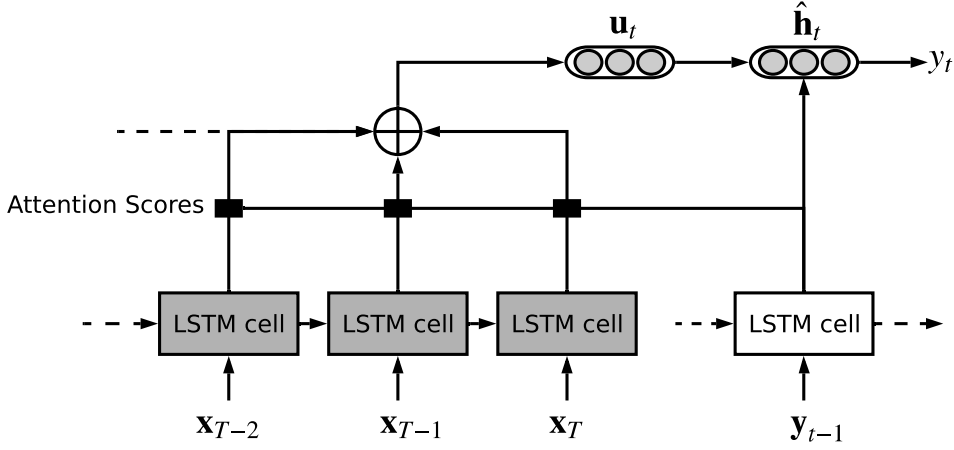 u_t
ĥ_t
y_t
Attention Scores
LSTM cell LSTM cell LSTM cell LSTM cell
x_{T−2} x_{T−1} x_T y_{t−1}